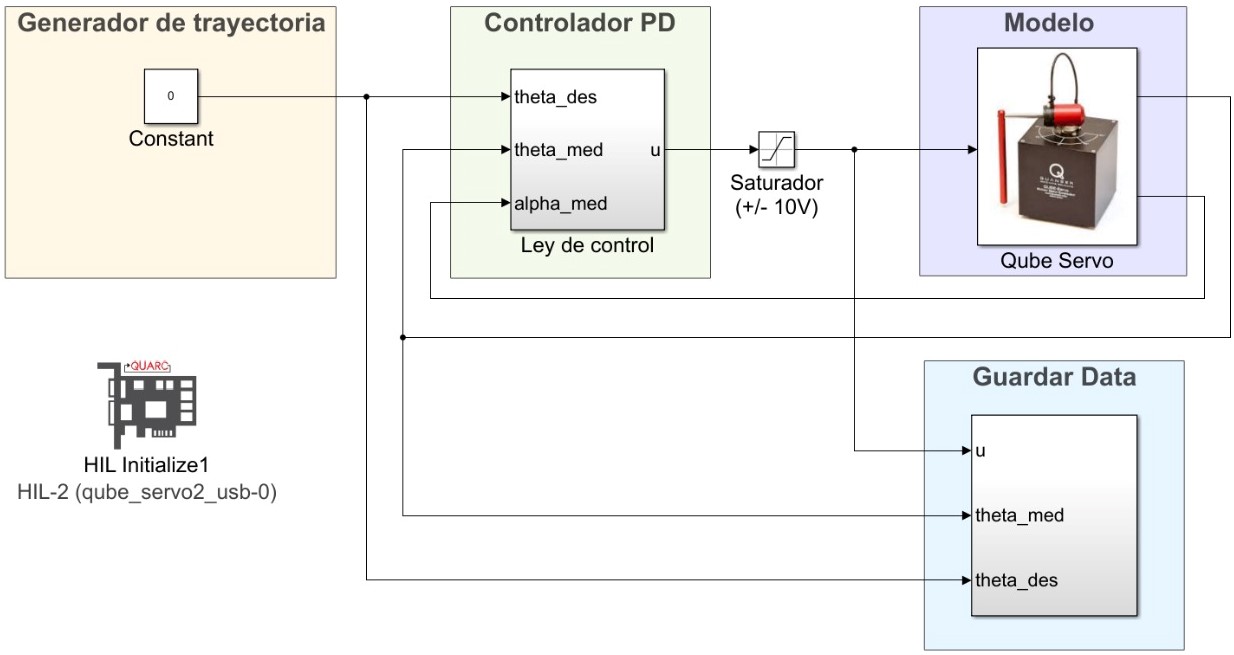 Generador de trayectoria
0
Constant
Controlador PD
theta_des
theta_med
alpha_med
u
Ley de control
Saturador
(+/- 10V)
Modelo
Qube Servo
QUARC
HIL Initialize1
HIL-2 (qube_servo2_usb-0)
Guardar Data
u
theta_med
theta_des